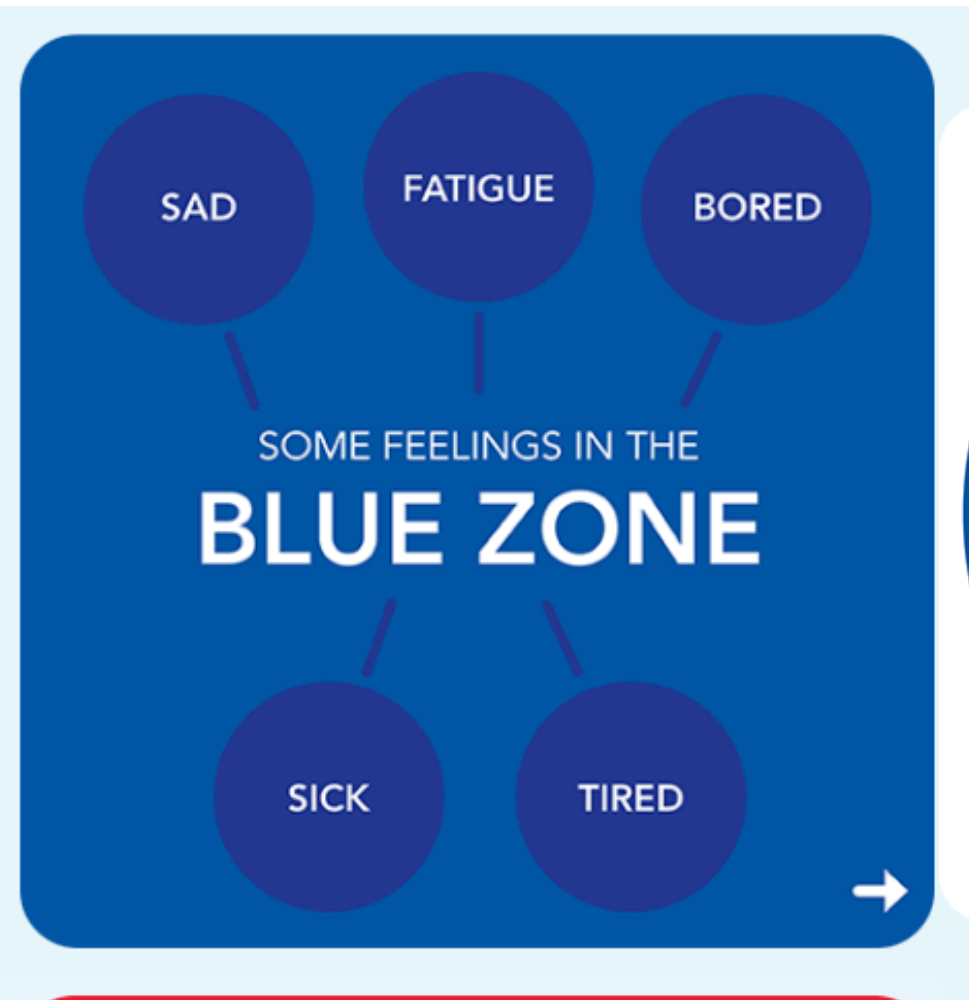 SAD
FATIGUE
BORED
SOME FEELINGS IN THE
BLUE ZONE
SICK
TIRED